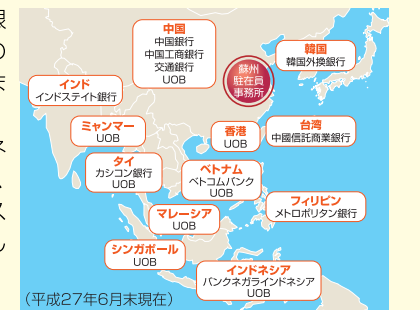 限
の
ま
中国
中国銀行
中国工商銀行
交通銀行
UOB
蘇州
駐在員
事務所
韓国
韓国外換銀行
インド
インドステイト銀行
ミャンマー
UOB
香港
UOB
台湾
中國信託商業銀行
タイ
カシコン銀行
UOB
ベトナム
ベトコムバンク
UOB
フィリピン
メトロポリタン銀行
マレーシア
UOB
シンガポール
UOB
インドネシア
バンクネガラインドネシア
UOB
（平成27年6月末現在）